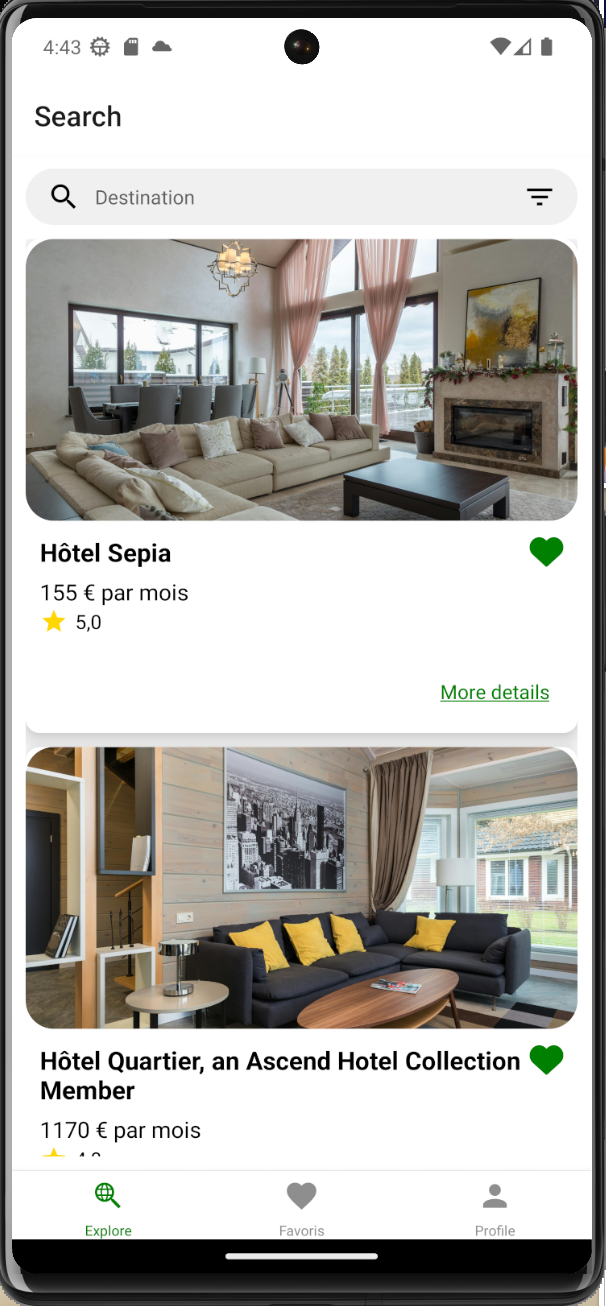 4:43
Search
Destination
Hôtel Sepia
155 € par mois
5,0
More details
Hôtel Quartier, an Ascend Hotel Collection
Member
1170 € par mois
Explore
Favoris
Profile